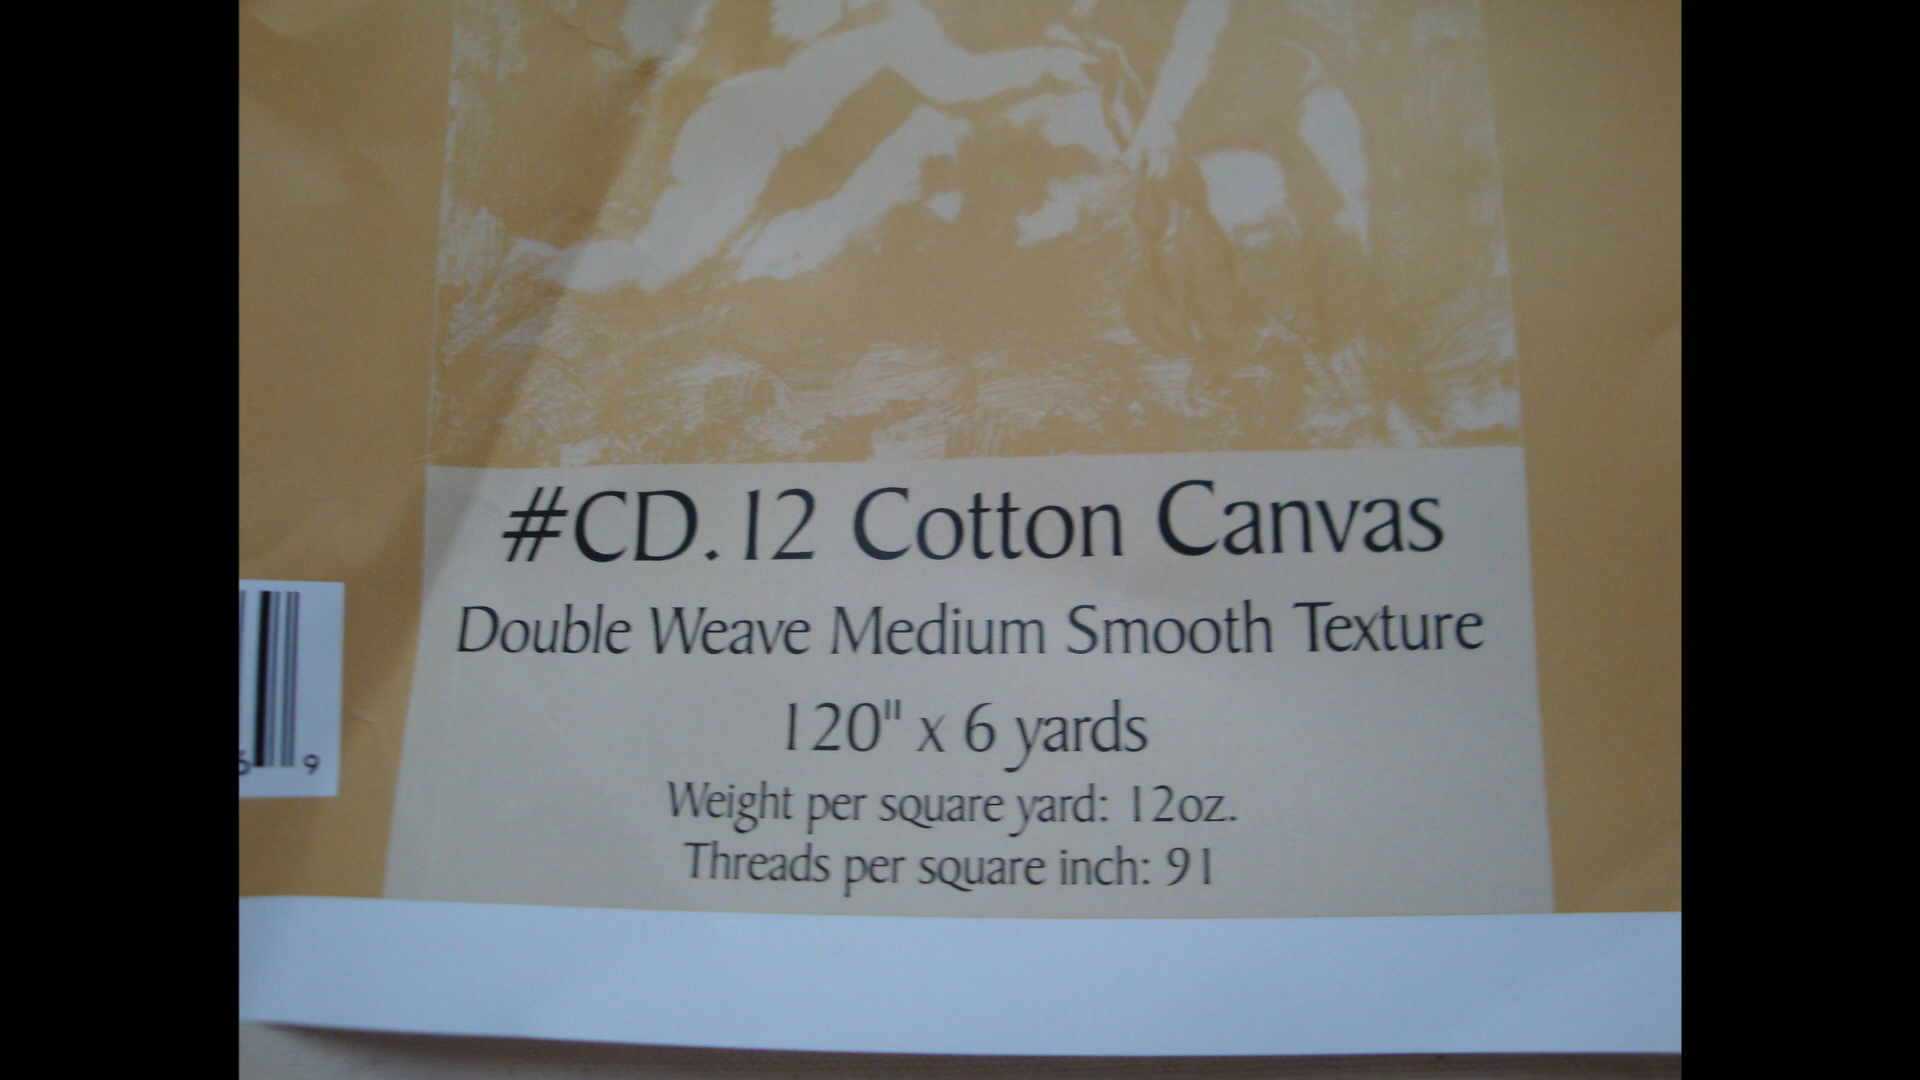 #CD.12 Cotton Canvas
Double Weave Medium Smooth Texture
120" x 6 yards
Weight per square yard: 12oz.
Threads per square inch: 91
9